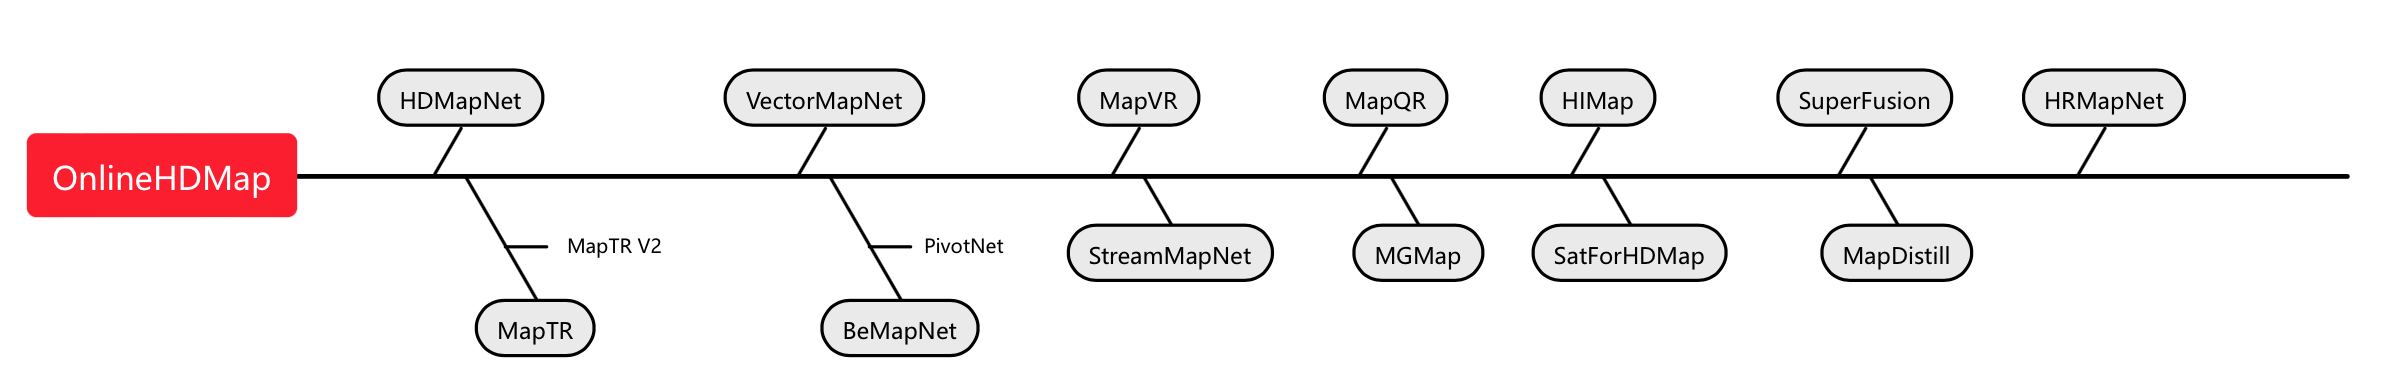 HDMapNet
VectorMapNet
MapVR
MapQR
HIMap
SuperFusion
HRMapNet
OnlineHDMap
MapTR V2
PivotNet
StreamMapNet
MGMap
SatForHDMap
MapDistill
MapTR
BeMapNet